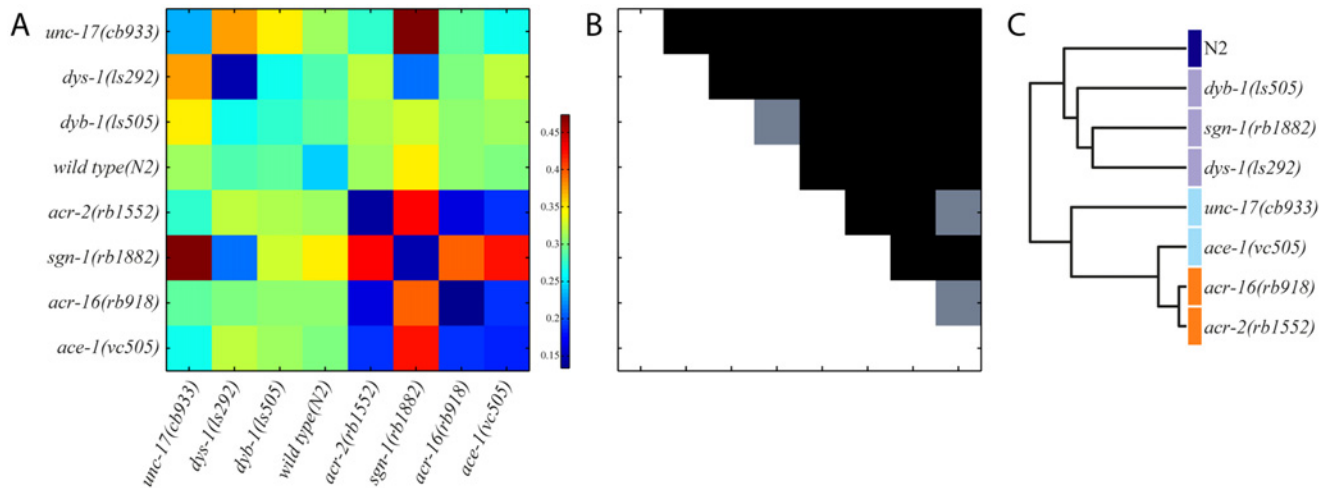 A
unc-17(cb933)
dys-1(ls292)
dyb-1(ls505)
wild type(N2)
acr-2(rb1552)
sgn-1(rb1882)
acr-16(rb918)
ace-1(vc505)
unc-17(cb933)
dys-1(ls292)
dyb-1(ls505)
wild type(N2)
acr-2(rb1552)
sgn-1(rb1882)
acr-16(rb918)
ace-1(vc505)
0.45
0.4
0.35
0.3
0.25
0.2
0.15
B
C
N2
dyb-1(ls505)
sgn-1(rb1882)
dys-1(ls292)
unc-17(cb933)
ace-1(vc505)
acr-16(rb918)
acr-2(rb1552)